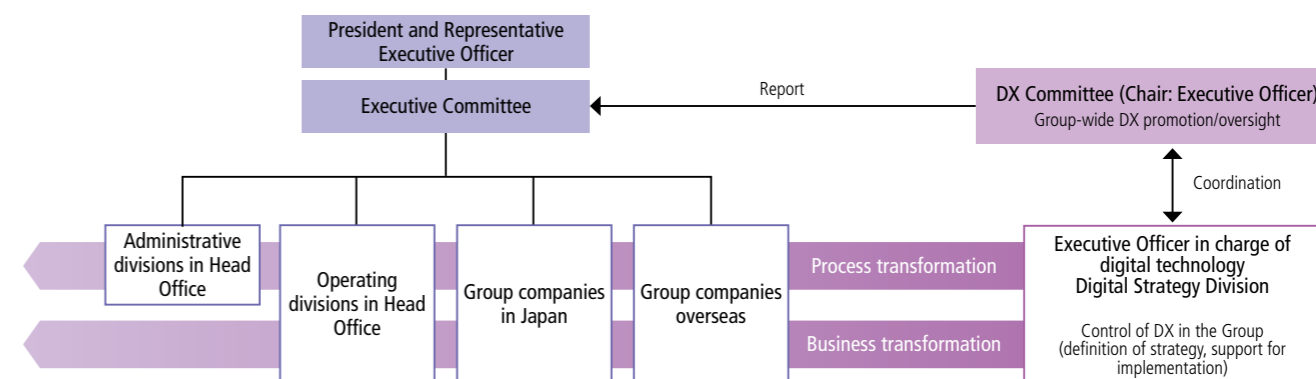 President and Representative
Executive Officer
Executive Committee
Report
DX Committee (Chair: Executive Officer)
Group-wide DX promotion/oversight
Coordination
Administrative
divisions in Head
Office
Operating
divisions in Head
Office
Group companies
in Japan
Group companies
overseas
Process transformation
Business transformation
Executive Officer in charge of
digital technology
Digital Strategy Division
Control of DX in the Group
(definition of strategy, support for
implementation)